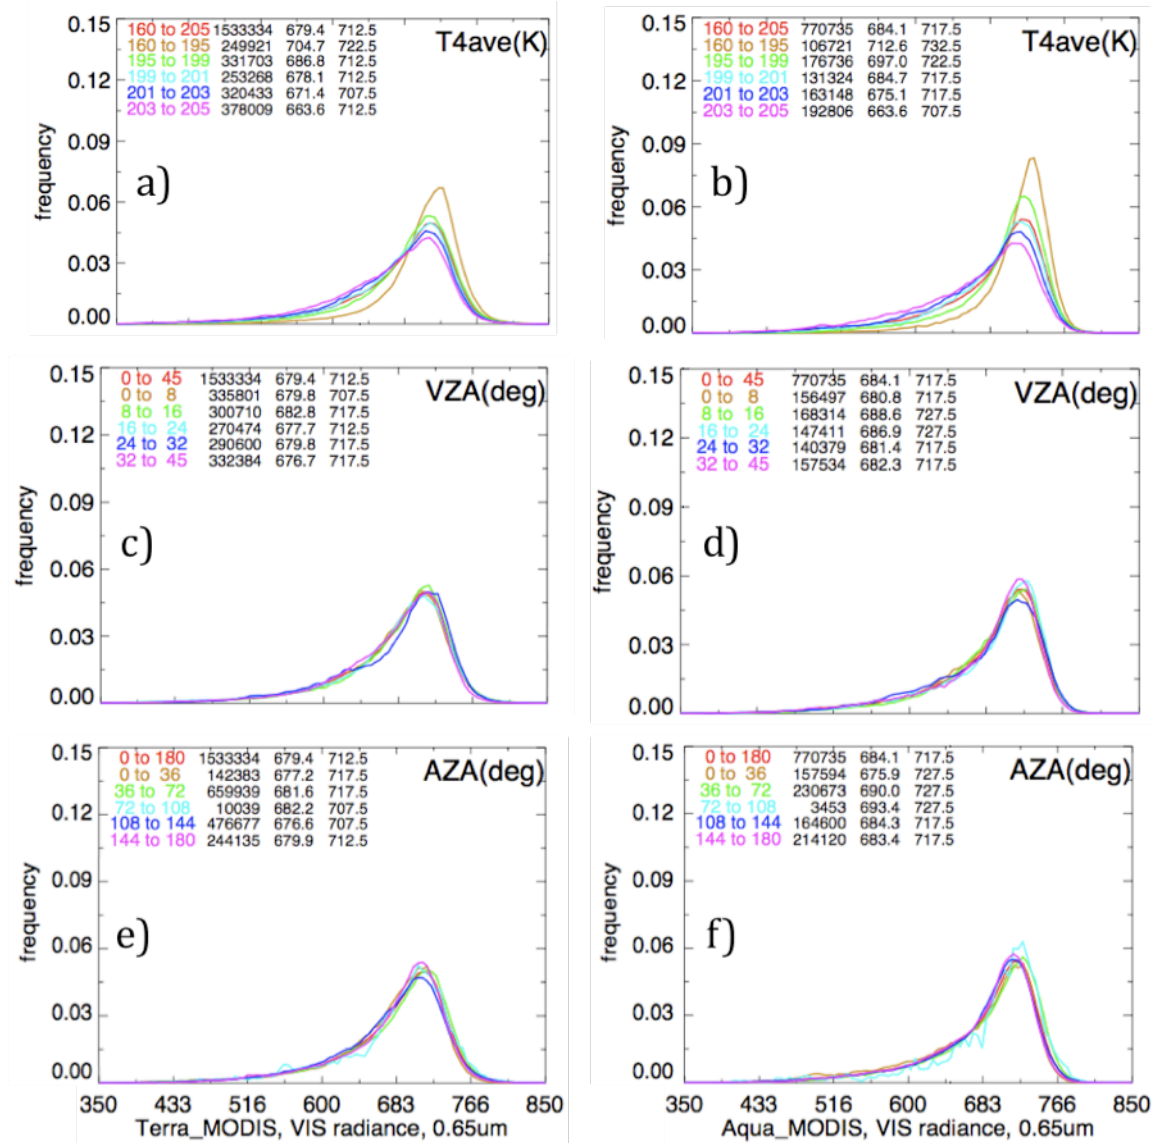 T4ave(K)
160 to 205 1533334 679.4 712.5
160 to 195 249921 704.7 722.5
195 to 199 331703 686.8 712.5
199 to 201 253268 678.1 712.5
201 to 203 320433 671.4 707.5
203 to 205 378009 663.6 712.5
a)
frequency
0.15
0.12
0.09
0.06
0.03
0.00
T4ave(K)
160 to 205 770735 684.1 717.5
160 to 195 106721 712.6 732.5
195 to 199 176736 697.0 722.5
199 to 201 131324 684.7 717.5
201 to 203 163148 675.1 717.5
203 to 205 192806 663.6 707.5
b)
frequency
0.15
0.12
0.09
0.06
0.03
0.00
VZA(deg)
0 to 45 1533334 679.4 712.5
0 to 8 335801 679.8 707.5
8 to 16 300710 682.8 717.5
16 to 24 270474 677.7 712.5
24 to 32 290600 679.8 717.5
32 to 45 332384 676.7 717.5
c)
frequency
0.15
0.12
0.09
0.06
0.03
0.00
VZA(deg)
0 to 45 770735 684.1 717.5
0 to 8 156497 680.8 717.5
8 to 16 168314 688.6 727.5
16 to 24 147411 686.9 727.5
24 to 32 140379 681.4 717.5
32 to 45 157534 682.3 717.5
d)
frequency
0.15
0.12
0.09
0.06
0.03
0.00
AZA(deg)
0 to 180 1533334 679.4 712.5
0 to 36 142383 677.2 717.5
36 to 72 659939 681.6 717.5
72 to 108 10039 682.2 707.5
108 to 144 476677 676.6 707.5
144 to 180 244135 679.9 712.5
e)
frequency
0.15
0.12
0.09
0.06
0.03
0.00
350 433 516 600 683 766 850
Terra_MODIS, VIS radiance, 0.65um
AZA(deg)
0 to 180 770735 684.1 717.5
0 to 36 157594 675.9 727.5
36 to 72 230673 690.0 727.5
72 to 108 3453 693.4 727.5
108 to 144 164600 684.3 717.5
144 to 180 214120 683.4 717.5
f)
frequency
0.15
0.12
0.09
0.06
0.03
0.00
350 433 516 600 683 766 850
Aqua_MODIS, VIS radiance, 0.65um